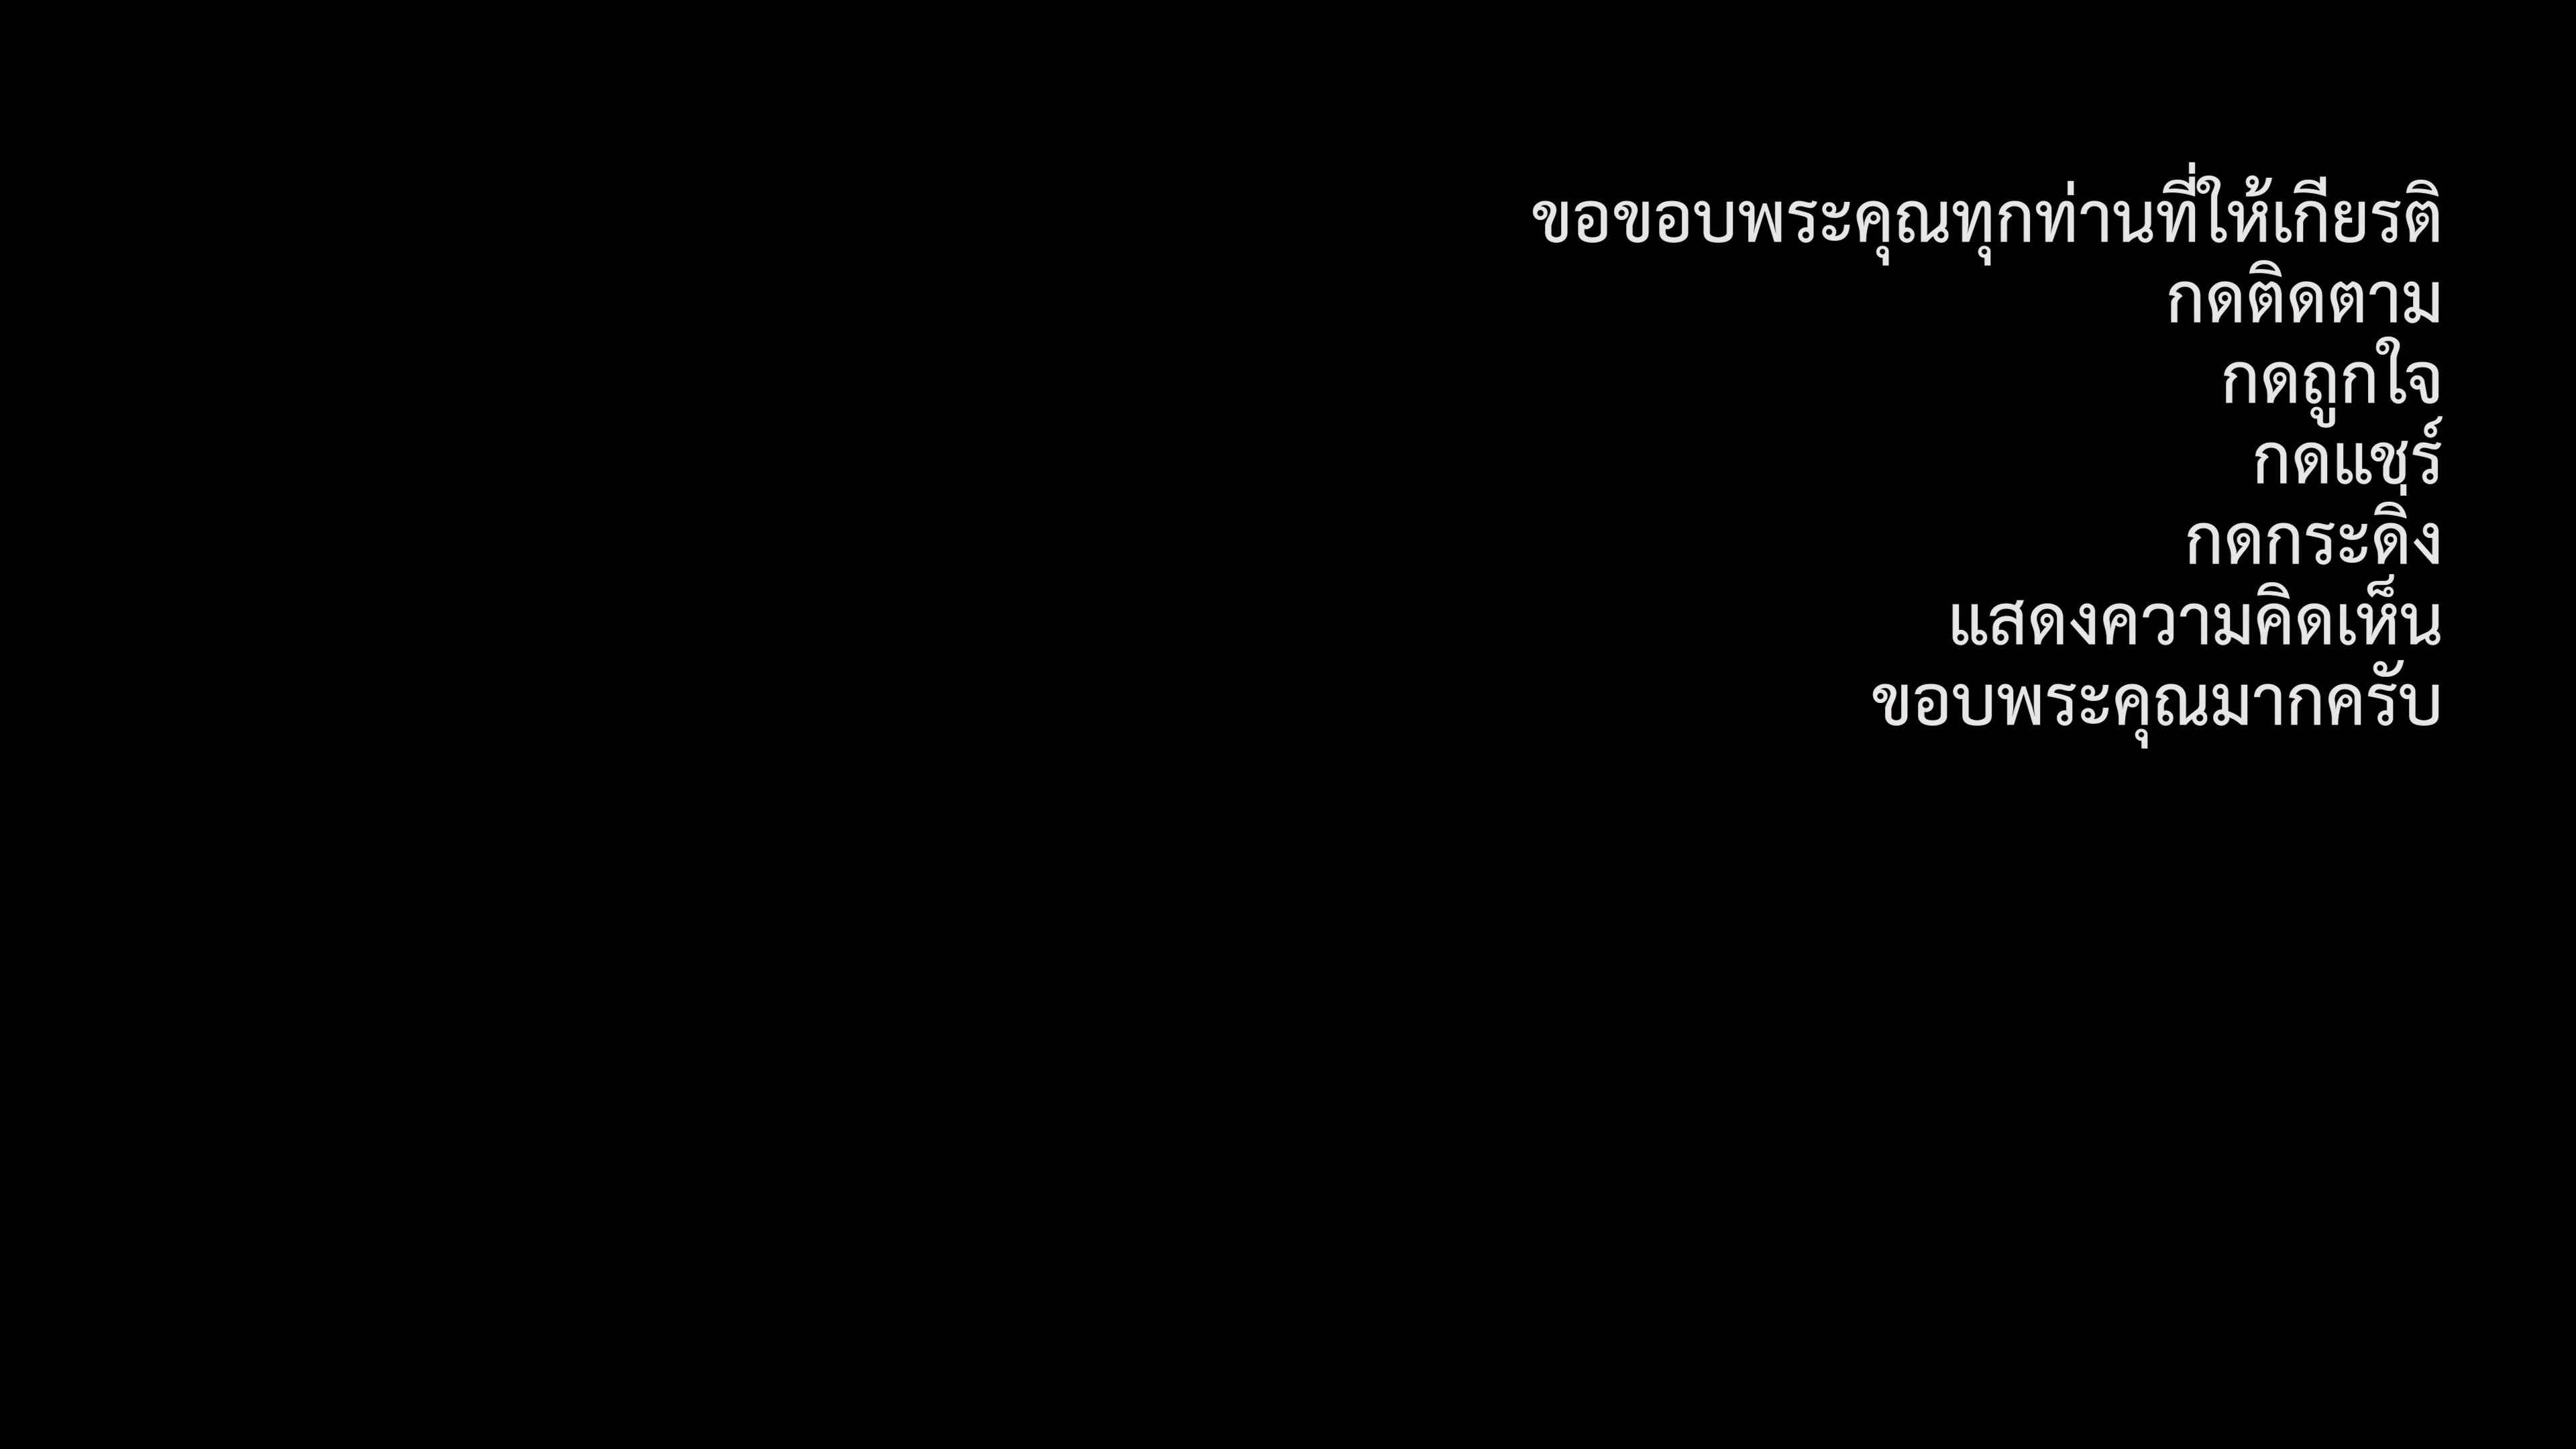 ขอขอบพระคุณทุกท่านที่ให้เกียรติ
กดติดตาม
กดถูกใจ
กดแชร์
กดกระดิ่ง
แสดงความคิดเห็น
ขอบพระคุณมากครับ